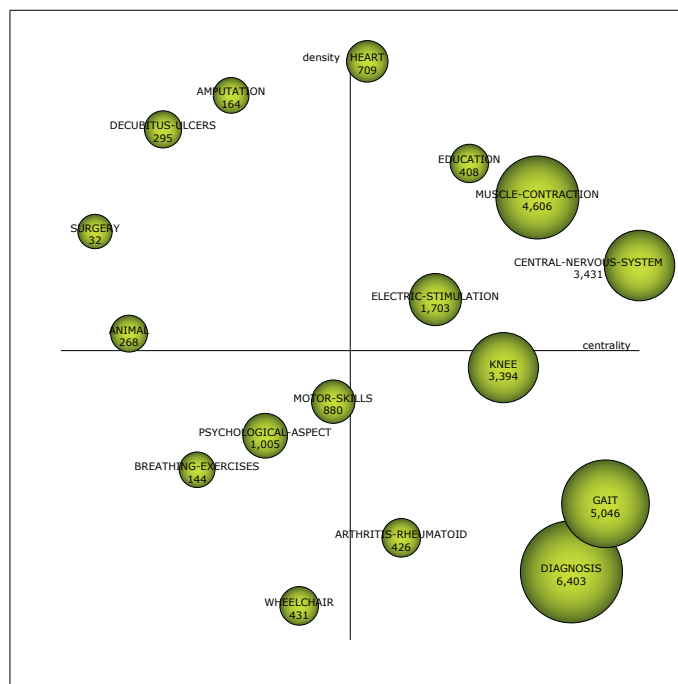 HEART
density
709
AMPUTATION
164
DECUBITUS-ULCERS
295
EDUCATION
408
MUSCLE-CONTRACTION
4,606
SURGERY
32
CENTRAL-NERVOUS-SYSTEM
3,431
ELECTRIC-STIMULATION
1,703
ANIMAL
268
centrality
KNEE
3,394
MOTOR-SKILLS
880
PSYCHOLOGICAL-ASPECT
1,005
BREATHING-EXERCISES
144
GAIT
5,046
ARTHRITIS-RHEUMATOID
426
DIAGNOSIS
6,403
WHEELCHAIR
431